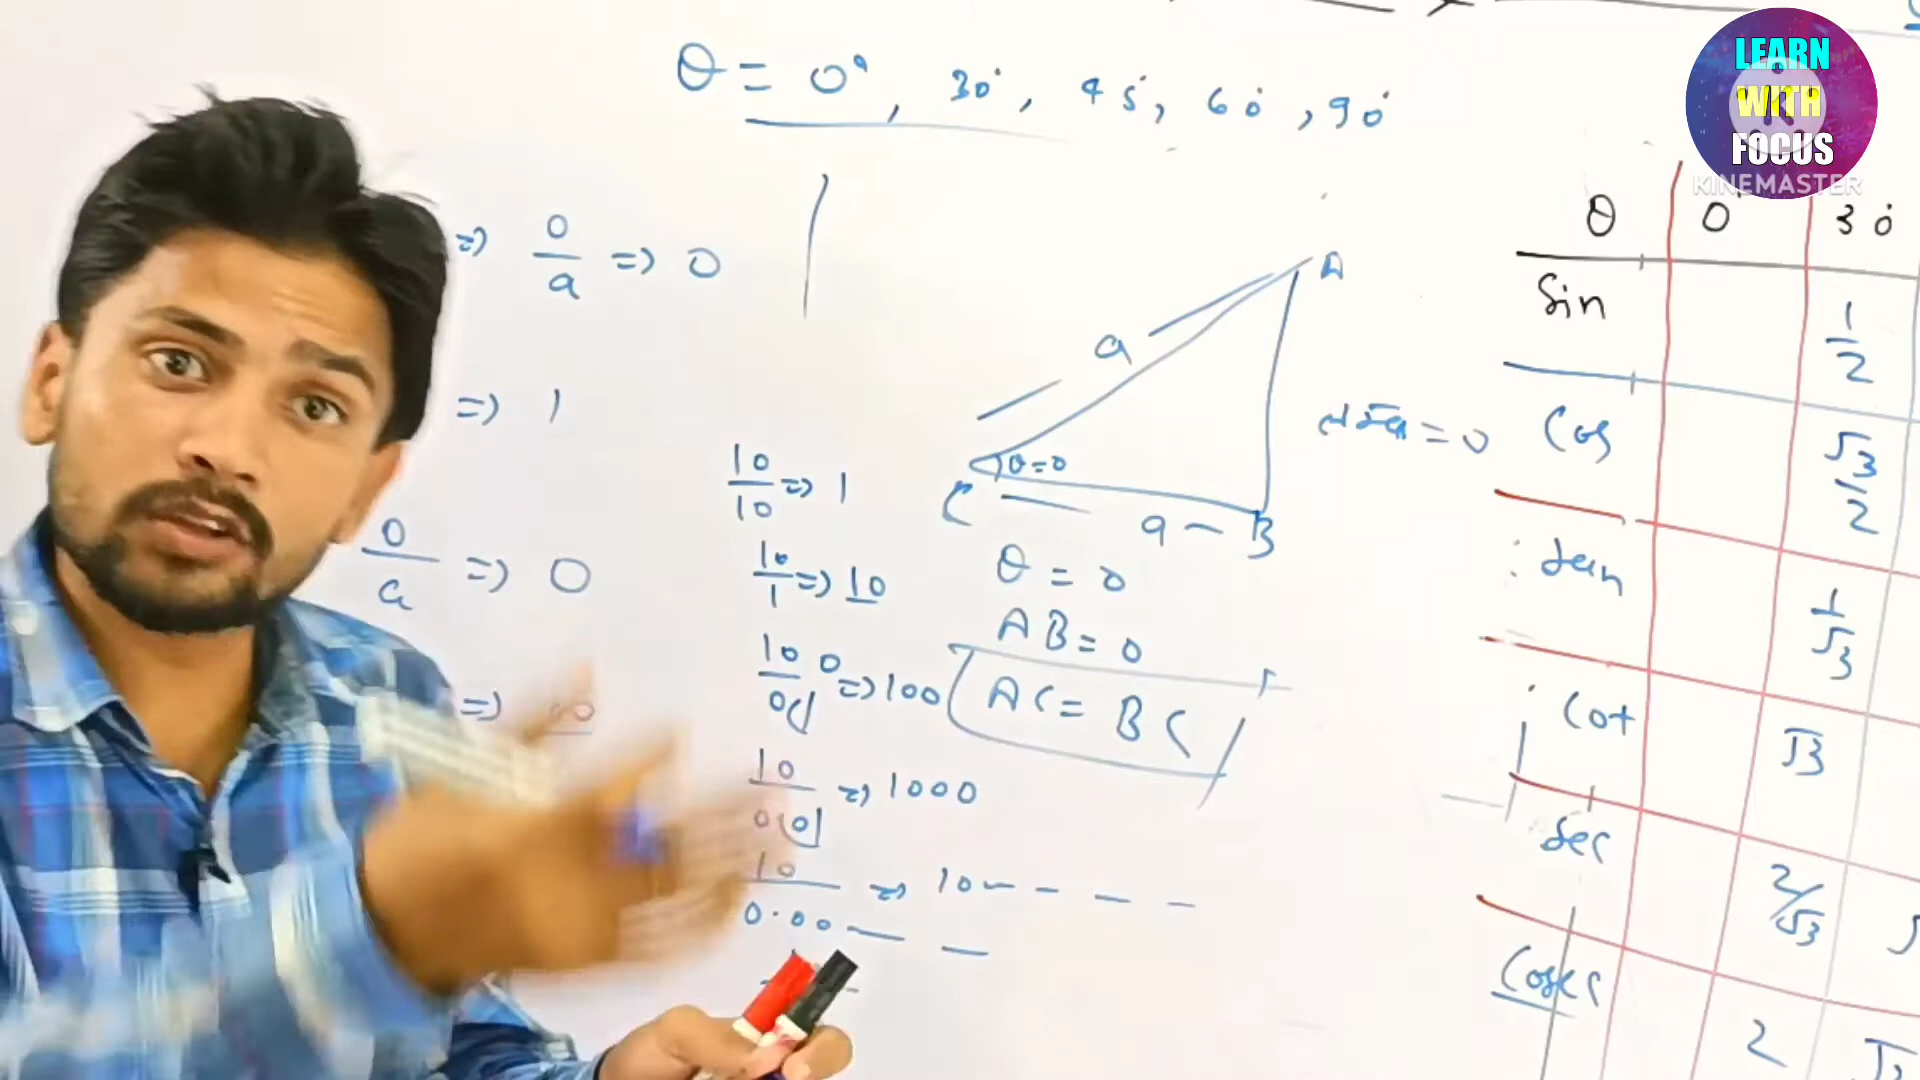 LEARN
WITH
FOCUS
KINEMASTER
θ = 0°, 30°, 45°, 60°, 90°
=> 0/a => 0
=> 1
0/a => 0
=> ∞
10/10 => 1
10/1 => 10
10 0/01 => 100
10/001 => 1000
10/0.00 — — => 10 - - - -
A
a
θ=0
C
a — B
= 0
θ = 0
AB = 0
AC = BC
θ 0° 30°
Sin 1/2
Cos √3/2
tan 1/√3
Cot √3
Sec 2/√3
Cosec 2